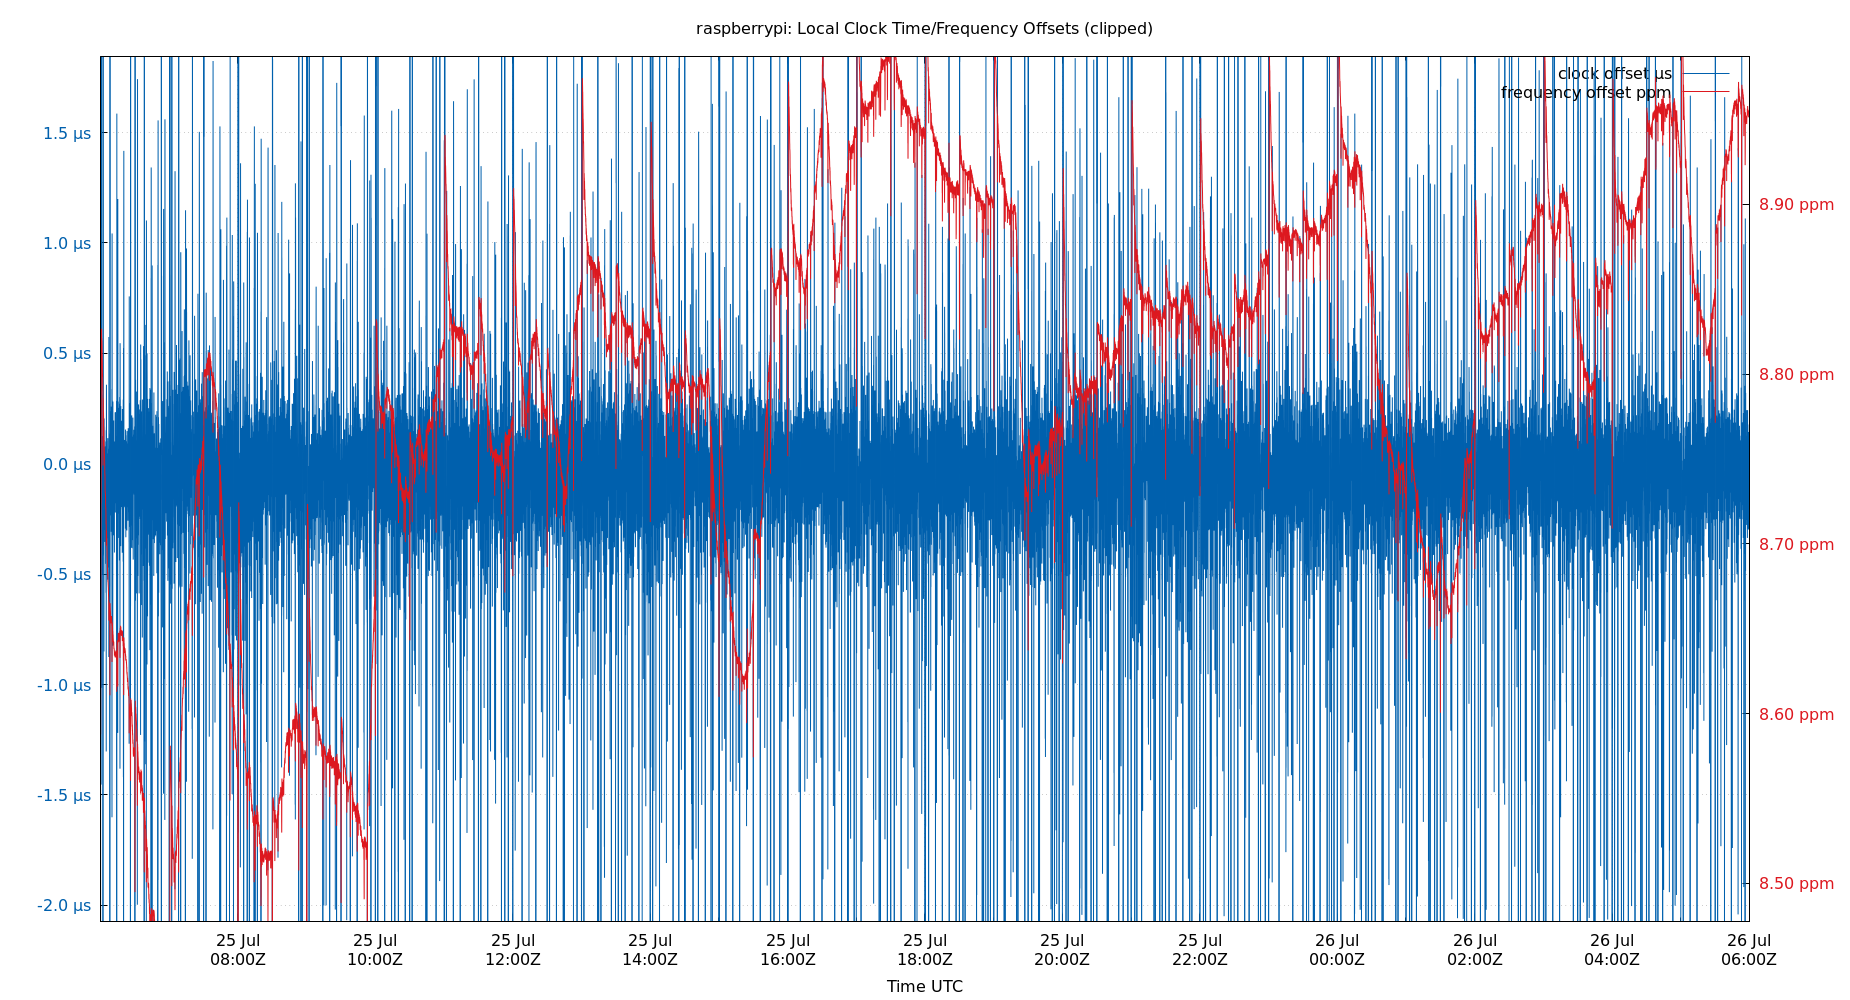 raspberrypi: Local Clock Time/Frequency Offsets (clipped)
clock offset µs
frequency offset ppm
1.5 µs
1.0 µs
0.5 µs
0.0 µs
-0.5 µs
-1.0 µs
-1.5 µs
-2.0 µs
8.90 ppm
8.80 ppm
8.70 ppm
8.60 ppm
8.50 ppm
25 Jul 25 Jul 25 Jul 25 Jul 25 Jul 25 Jul 25 Jul 25 Jul 26 Jul 26 Jul 26 Jul 26 Jul
08:00Z 10:00Z 12:00Z 14:00Z 16:00Z 18:00Z 20:00Z 22:00Z 00:00Z 02:00Z 04:00Z 06:00Z
Time UTC